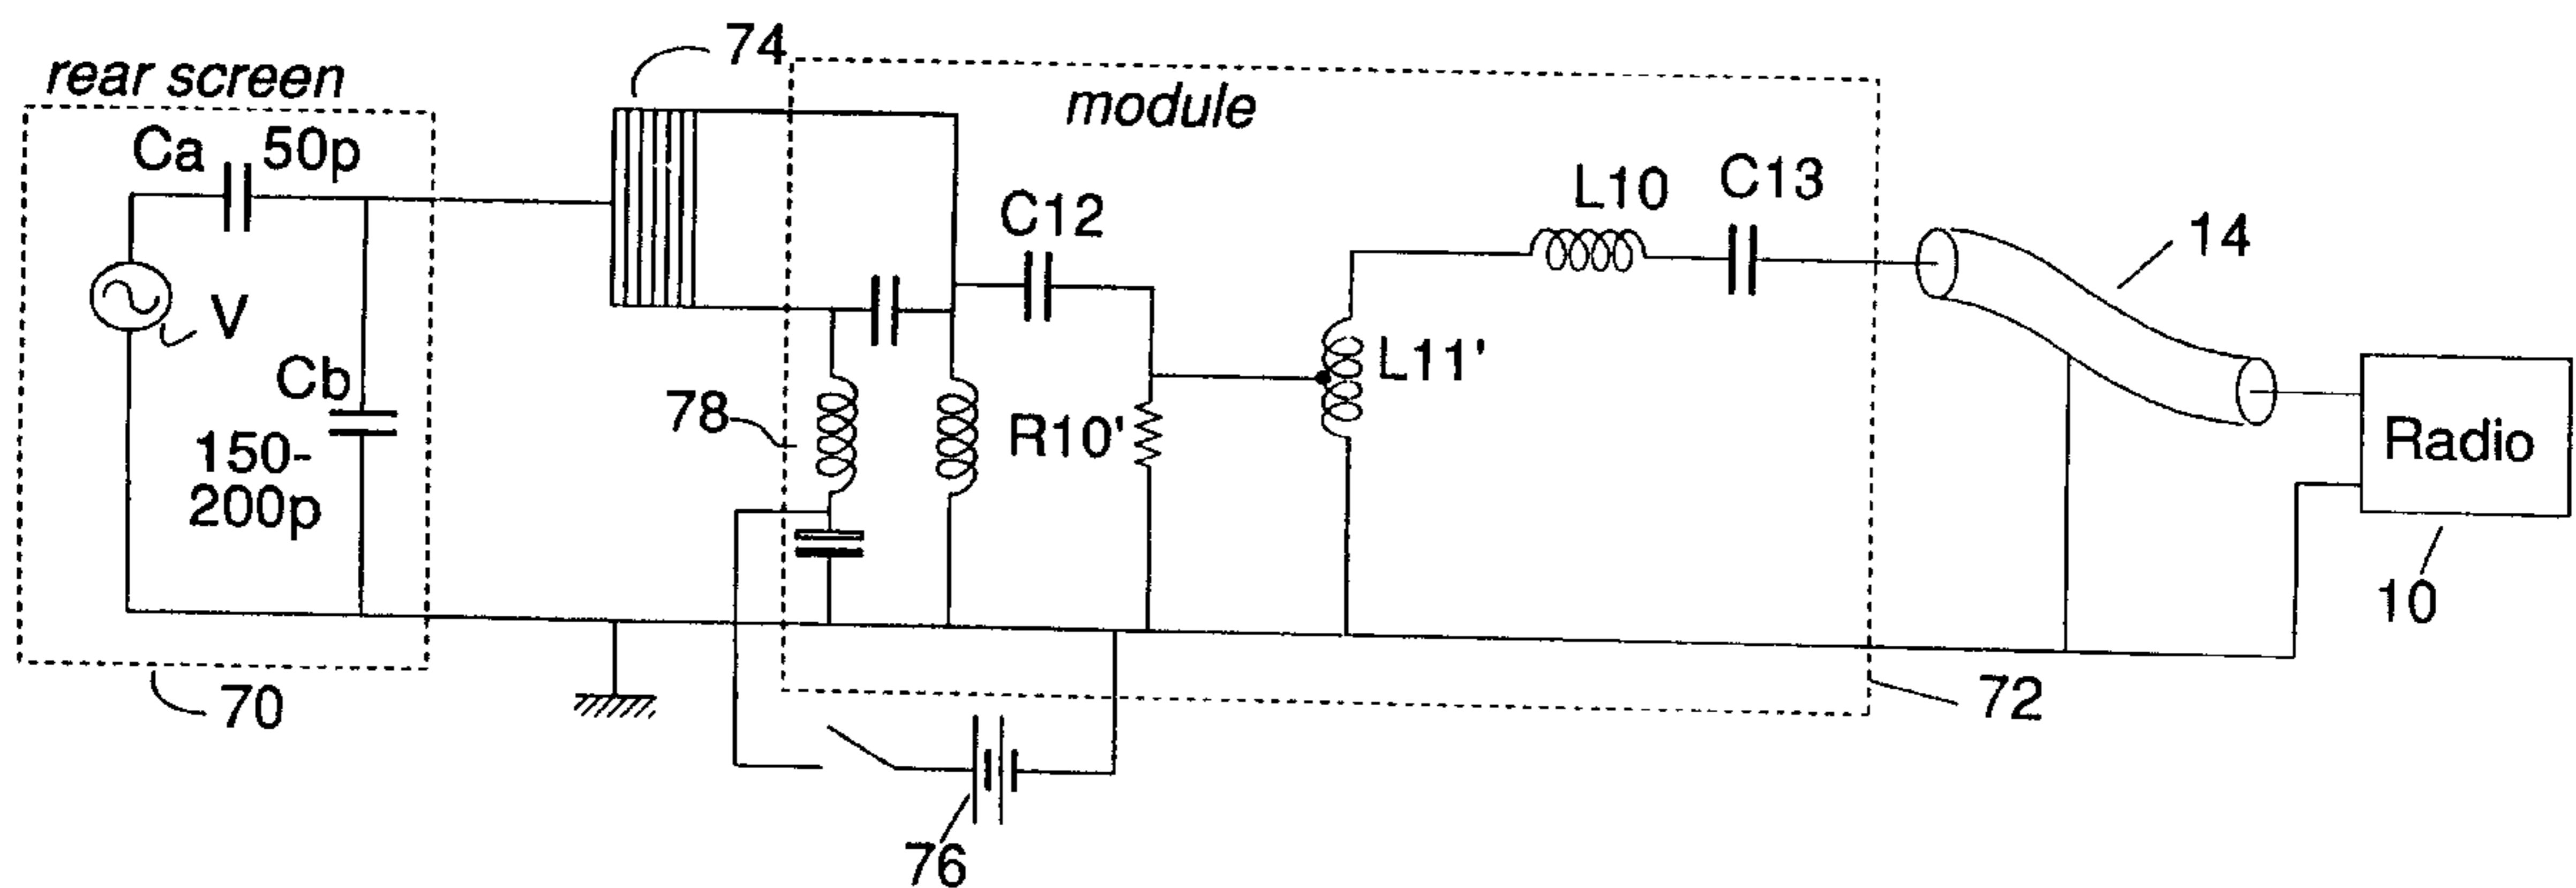 rear screen
74
module
Ca
50p
C12
L10
C13
14
V
Cb
150-
200p
78
R10'
L11'
Radio
10
70
72
76